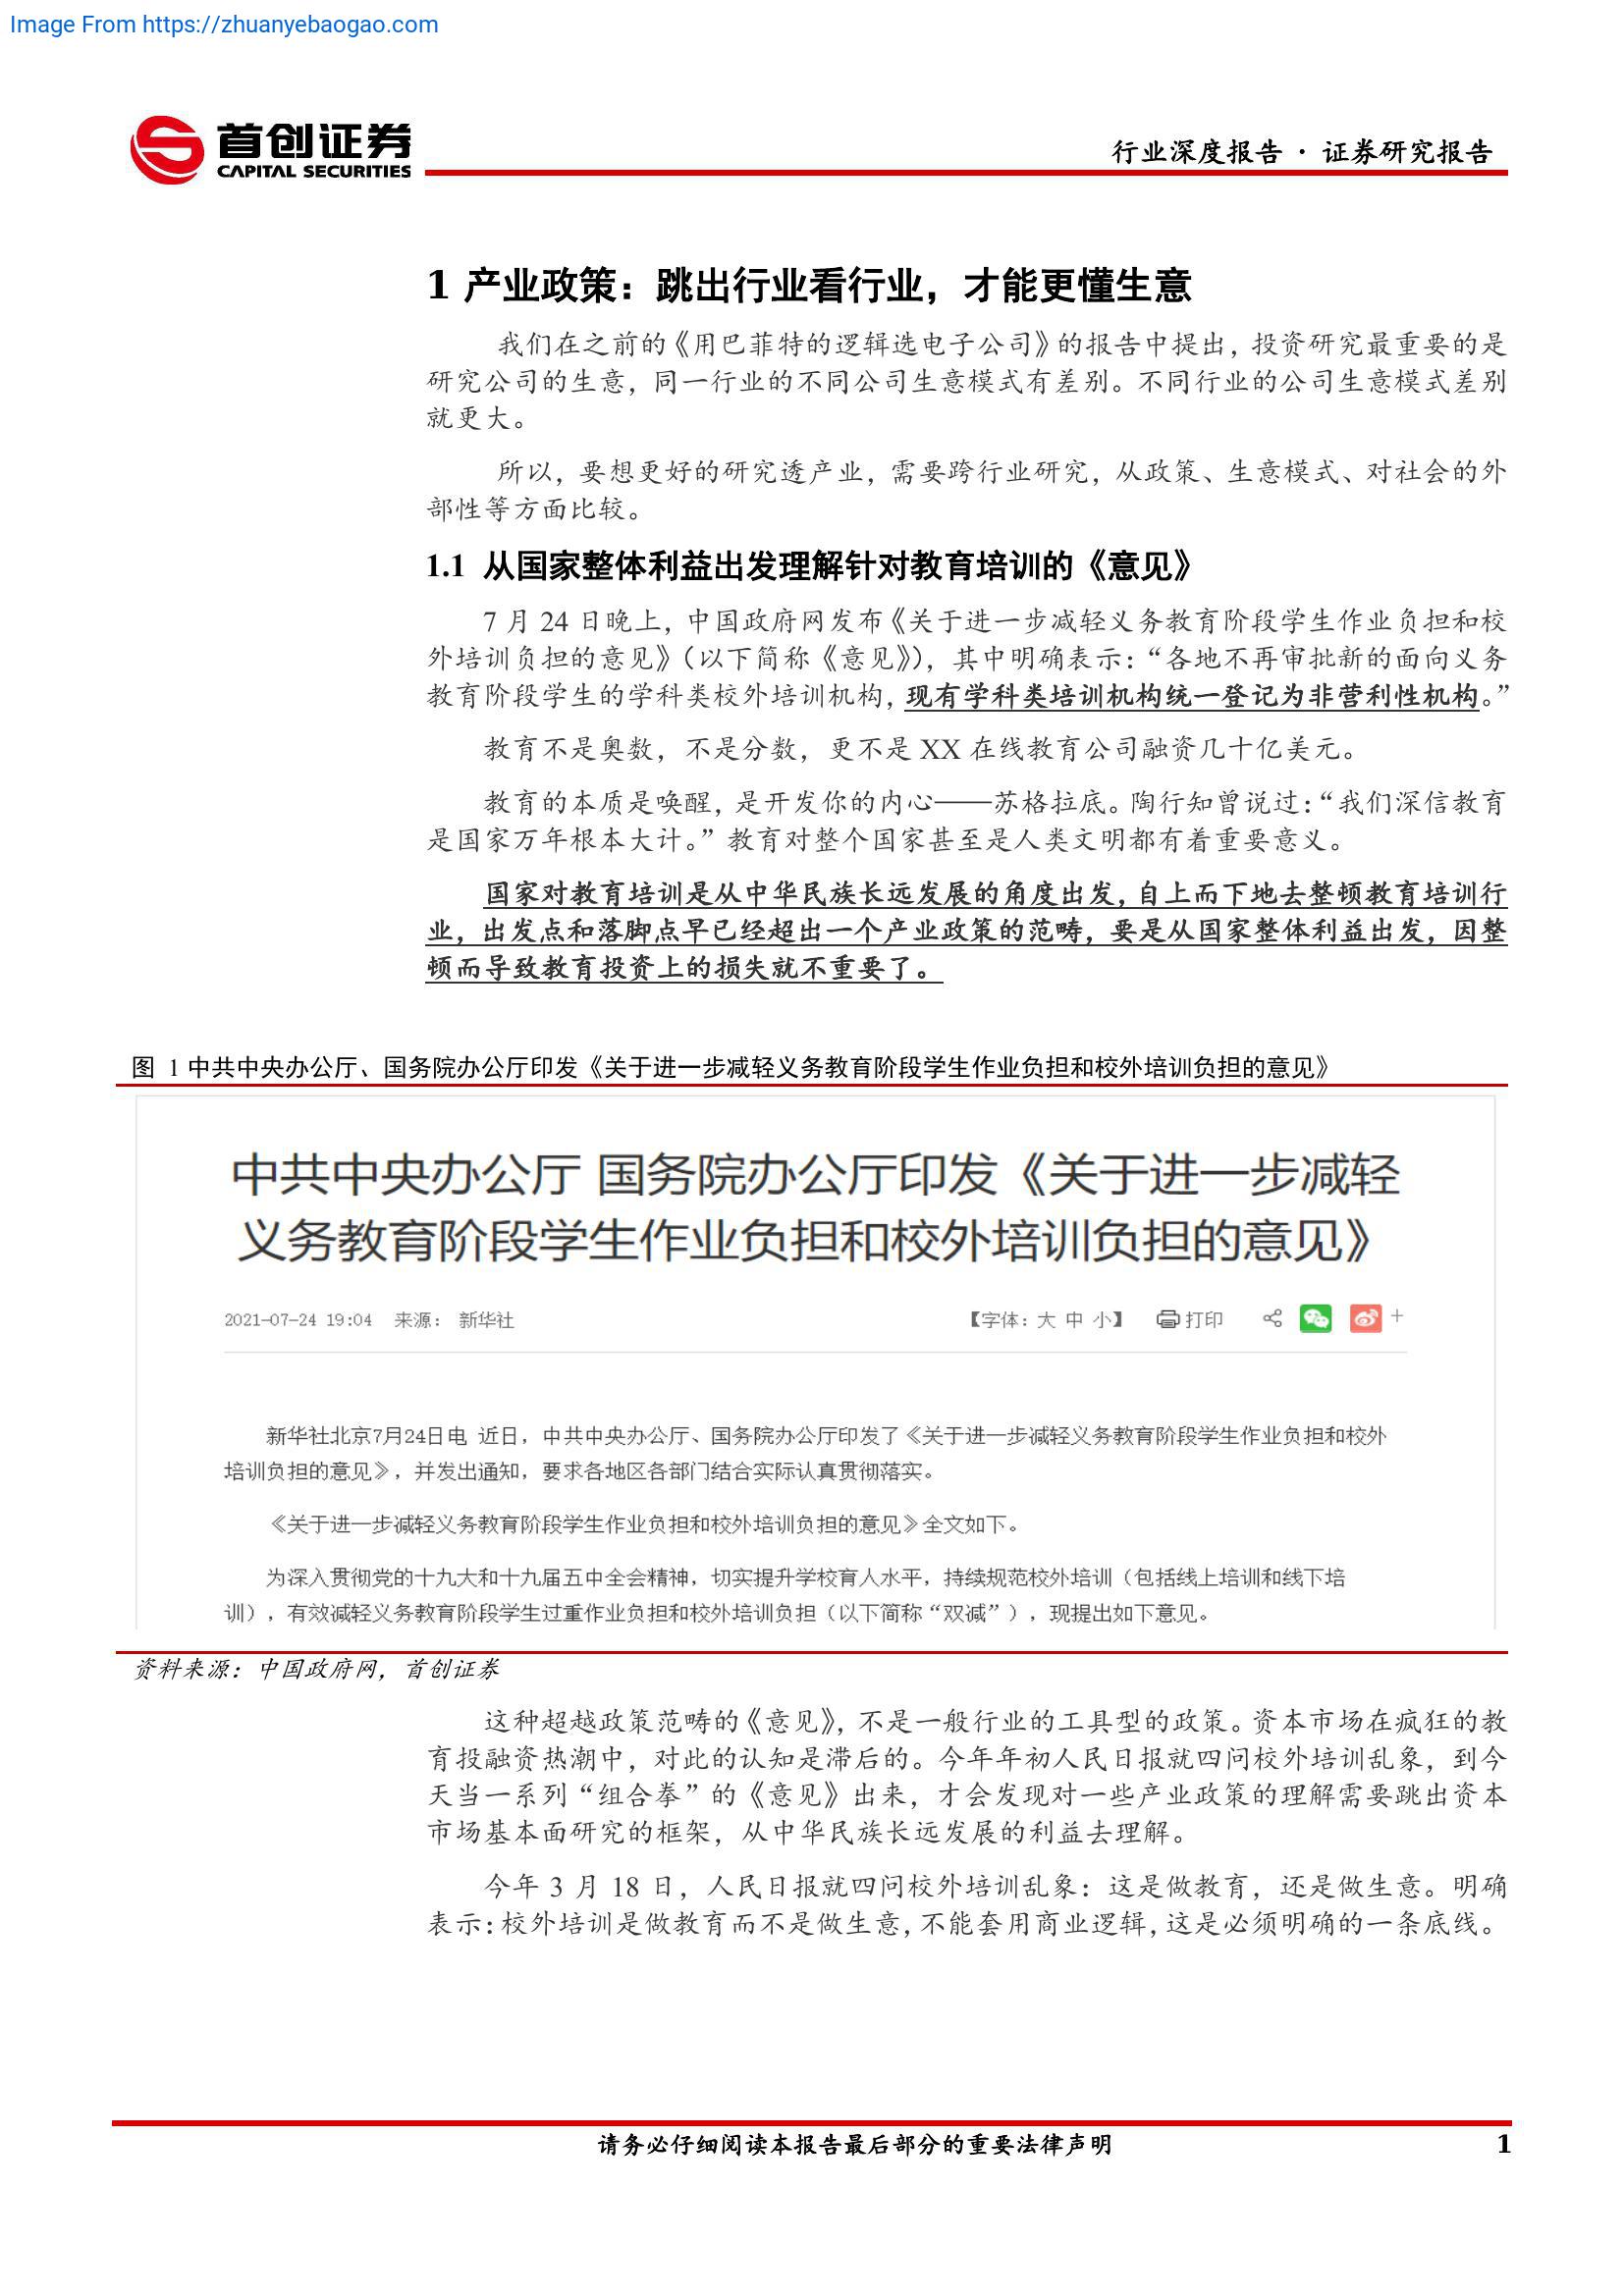 Image From https://zhuanyebaogao.com
首创证券
CAPITAL SECURITIES
行业深度报告 · 证券研究报告
1 产业政策：跳出行业看行业，才能更懂生意
我们在之前的《用巴菲特的逻辑选电子公司》的报告中提出，投资研究最重要的是
研究公司的生意，同一行业的不同公司生意模式有差别。不同行业的公司生意模式差别
就更大。
所以，要想更好的研究透产业，需要跨行业研究，从政策、生意模式、对社会的外
部性等方面比较。
1.1 从国家整体利益出发理解针对教育培训的《意见》
7 月 24 日晚上，中国政府网发布《关于进一步减轻义务教育阶段学生作业负担和校
外培训负担的意见》（以下简称《意见》），其中明确表示：“各地不再审批新的面向义务
教育阶段学生的学科类校外培训机构，现有学科类培训机构统一登记为非营利性机构。”
教育不是奥数，不是分数，更不是 XX 在线教育公司融资几十亿美元。
教育的本质是唤醒，是开发你的内心——苏格拉底。陶行知曾说过：“我们深信教育
是国家万年根本大计。”教育对整个国家甚至是人类文明都有着重要意义。
国家对教育培训是从中华民族长远发展的角度出发，自上而下地去整顿教育培训行
业，出发点和落脚点早已经超出一个产业政策的范畴，要是从国家整体利益出发，因整
顿而导致教育投资上的损失就不重要了。
图 1 中共中央办公厅、国务院办公厅印发《关于进一步减轻义务教育阶段学生作业负担和校外培训负担的意见》
中共中央办公厅 国务院办公厅印发《关于进一步减轻
义务教育阶段学生作业负担和校外培训负担的意见》
2021-07-24 19:04 来源： 新华社 【字体：大 中 小】 打印 +
新华社北京7月24日电 近日，中共中央办公厅、国务院办公厅印发了《关于进一步减轻义务教育阶段学生作业负担和校外
培训负担的意见》，并发出通知，要求各地区各部门结合实际认真贯彻落实。
《关于进一步减轻义务教育阶段学生作业负担和校外培训负担的意见》全文如下。
为深入贯彻党的十九大和十九届五中全会精神，切实提升学校育人水平，持续规范校外培训（包括线上培训和线下培
训），有效减轻义务教育阶段学生过重作业负担和校外培训负担（以下简称“双减”），现提出如下意见。
资料来源：中国政府网，首创证券
这种超越政策范畴的《意见》，不是一般行业的工具型的政策。资本市场在疯狂的教
育投融资热潮中，对此的认知是滞后的。今年年初人民日报就四问校外培训乱象，到今
天当一系列“组合拳”的《意见》出来，才会发现对一些产业政策的理解需要跳出资本
市场基本面研究的框架，从中华民族长远发展的利益去理解。
今年 3 月 18 日，人民日报就四问校外培训乱象：这是做教育，还是做生意。明确
表示：校外培训是做教育而不是做生意，不能套用商业逻辑，这是必须明确的一条底线。
请务必仔细阅读本报告最后部分的重要法律声明
1